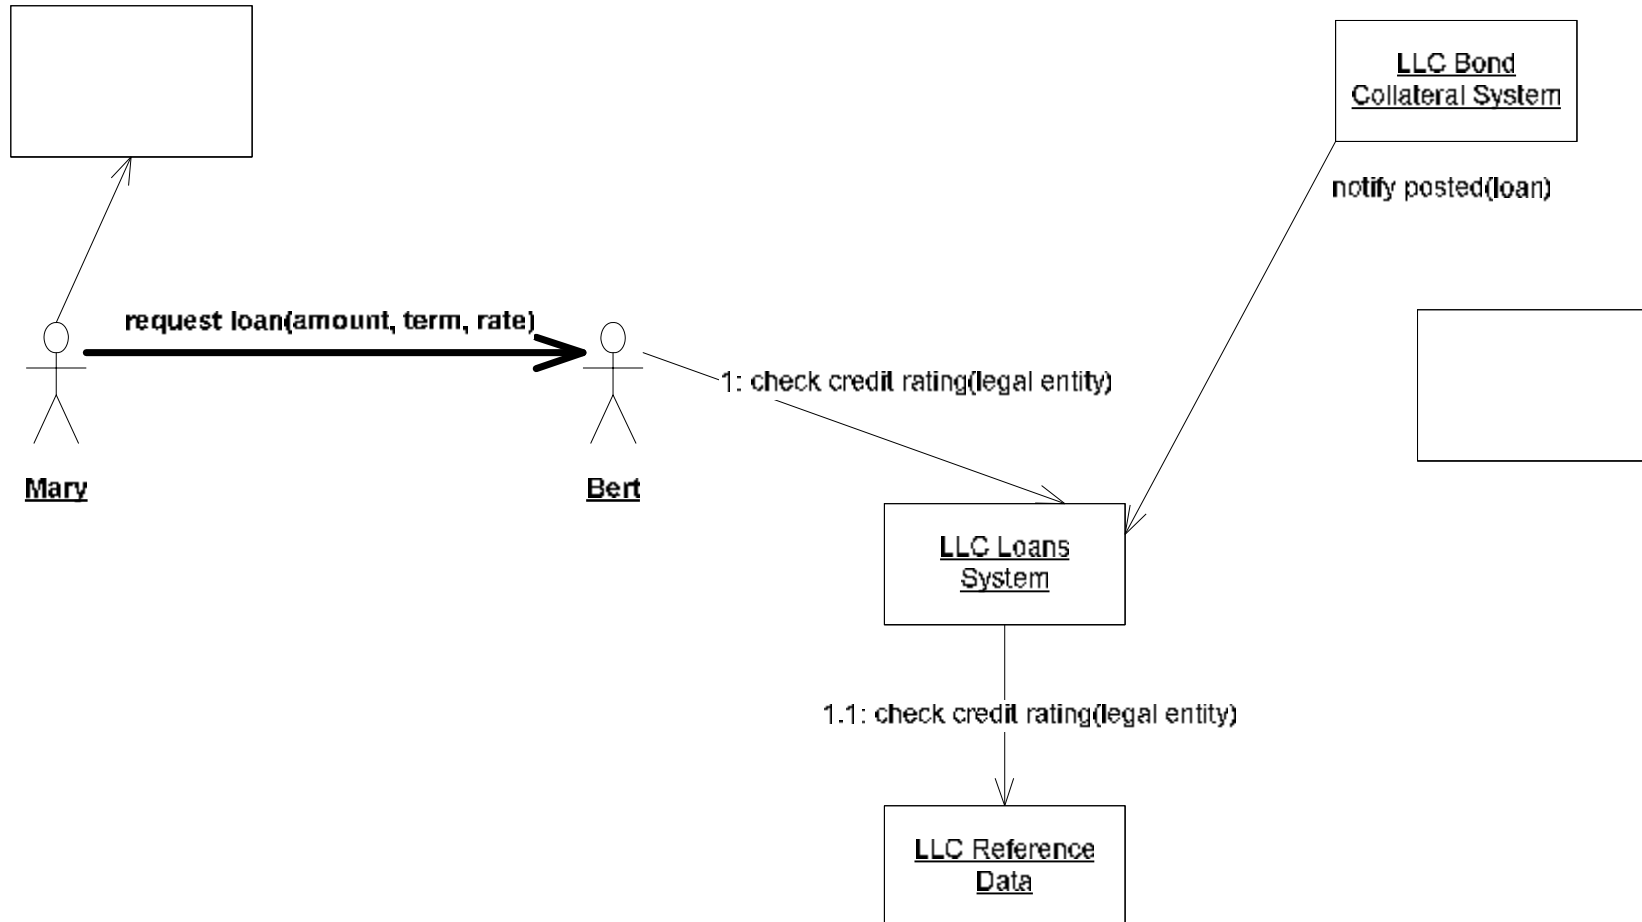 LLC Bond
Collateral System
notify posted(loan)
request loan(amount, term, rate)
1: check credit rating(legal entity)
Mary
Bert
LLC Loans
System
1.1: check credit rating(legal entity)
LLC Reference
Data